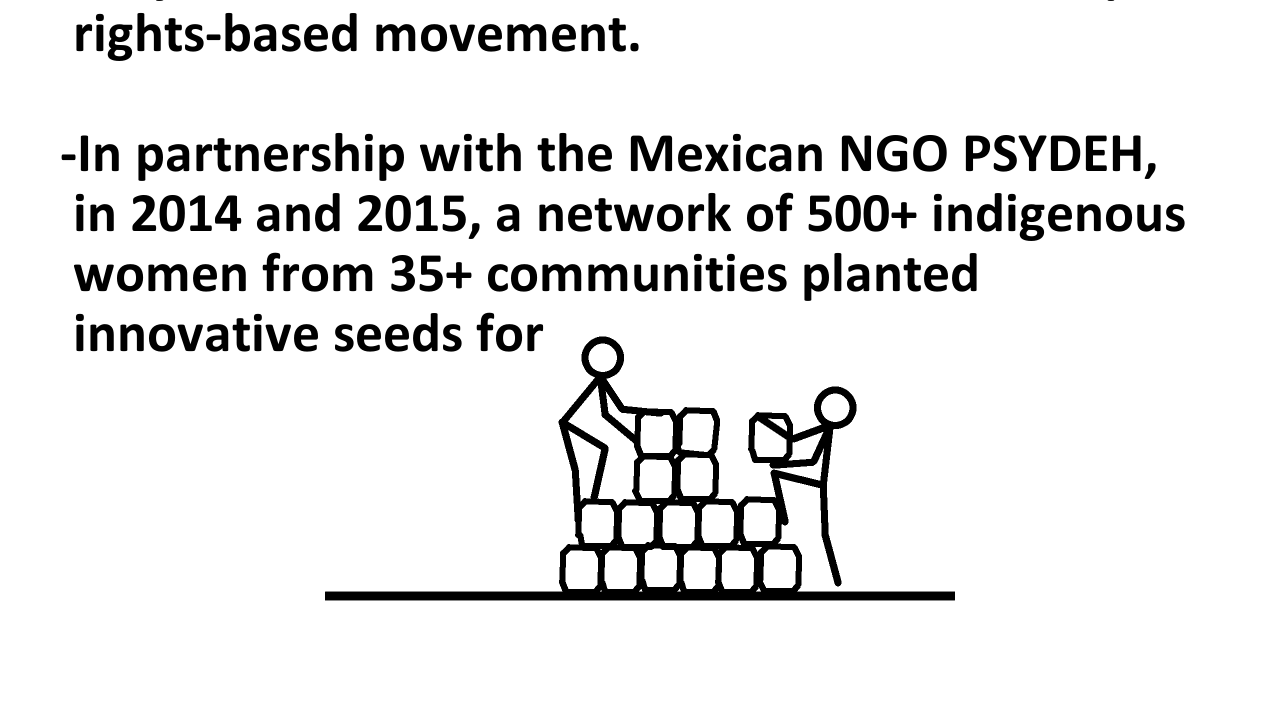 rights-based movement.
-In partnership with the Mexican NGO PSYDEH,
in 2014 and 2015, a network of 500+ indigenous
women from 35+ communities planted
innovative seeds for